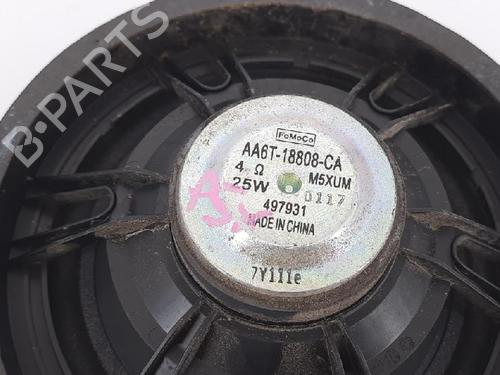 B-PARTS
FoMoCo
AA6T-18808-CA
4 Ω M5XUM
25W 0117
497931
MADE IN CHINA
7Y111e